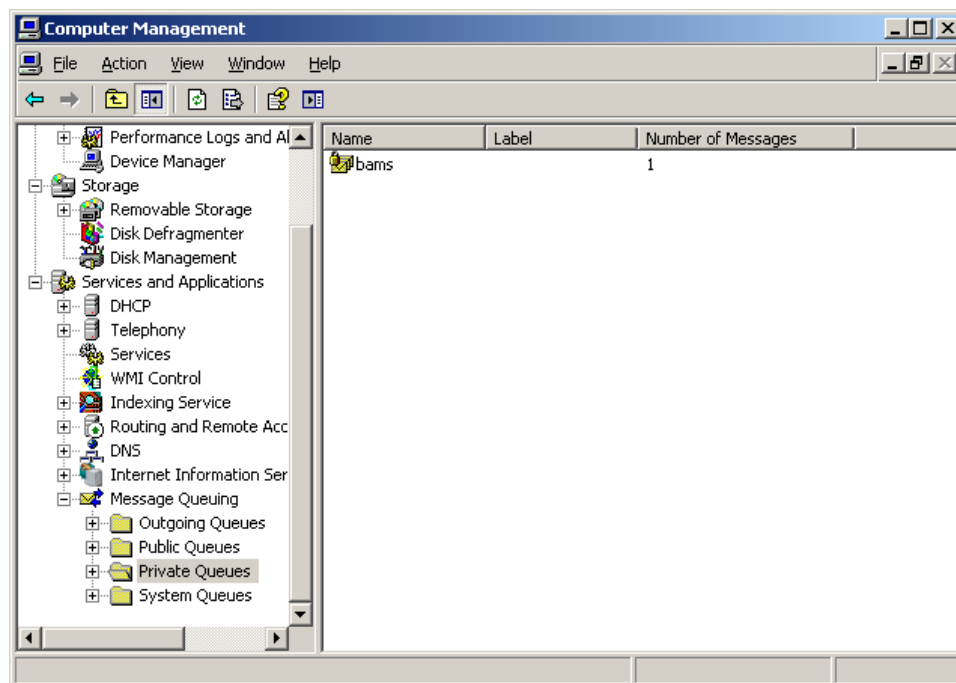 Computer Management
File Action View Window Help
Name Label Number of Messages
bams 1
Performance Logs and Al
Device Manager
Storage
Removable Storage
Disk Defragmenter
Disk Management
Services and Applications
DHCP
Telephony
Services
WMI Control
Indexing Service
Routing and Remote Acc
DNS
Internet Information Ser
Message Queuing
Outgoing Queues
Public Queues
Private Queues
System Queues